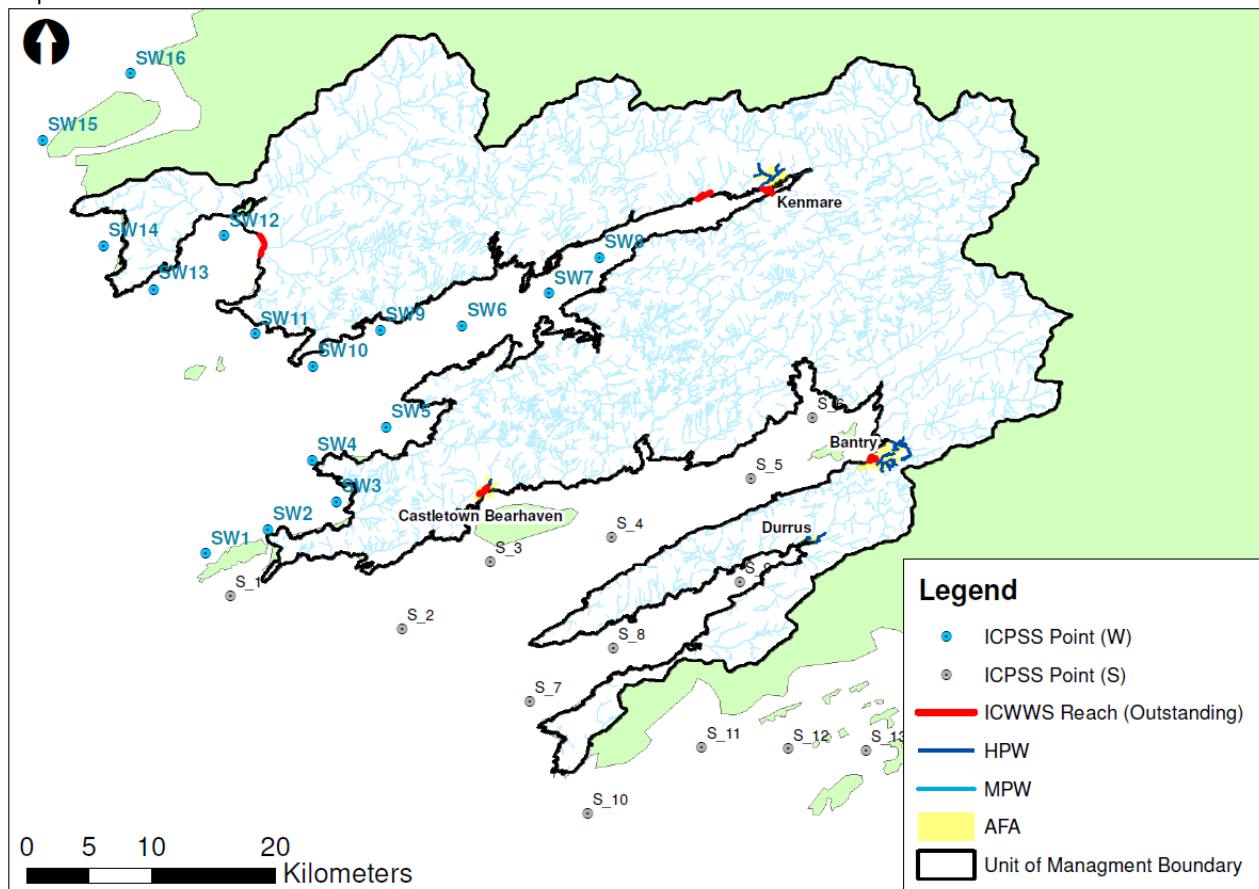 SW16
SW15
SW14
SW12
SW13
SW11
SW10
SW9
SW6
SW7
SW8
Kenmare
SW5
SW4
SW3
SW2
SW1
S_6
Bantry
S_5
Castletown Bearhaven
S_4
Durrus
S_3
S_1
S_2
S_9
S_8
S_7
S_11
S_12
S_13
S_10
Legend
ICPSS Point (W)
ICPSS Point (S)
ICWWS Reach (Outstanding)
HPW
MPW
AFA
Unit of Managment Boundary
0 5 10 20
Kilometers